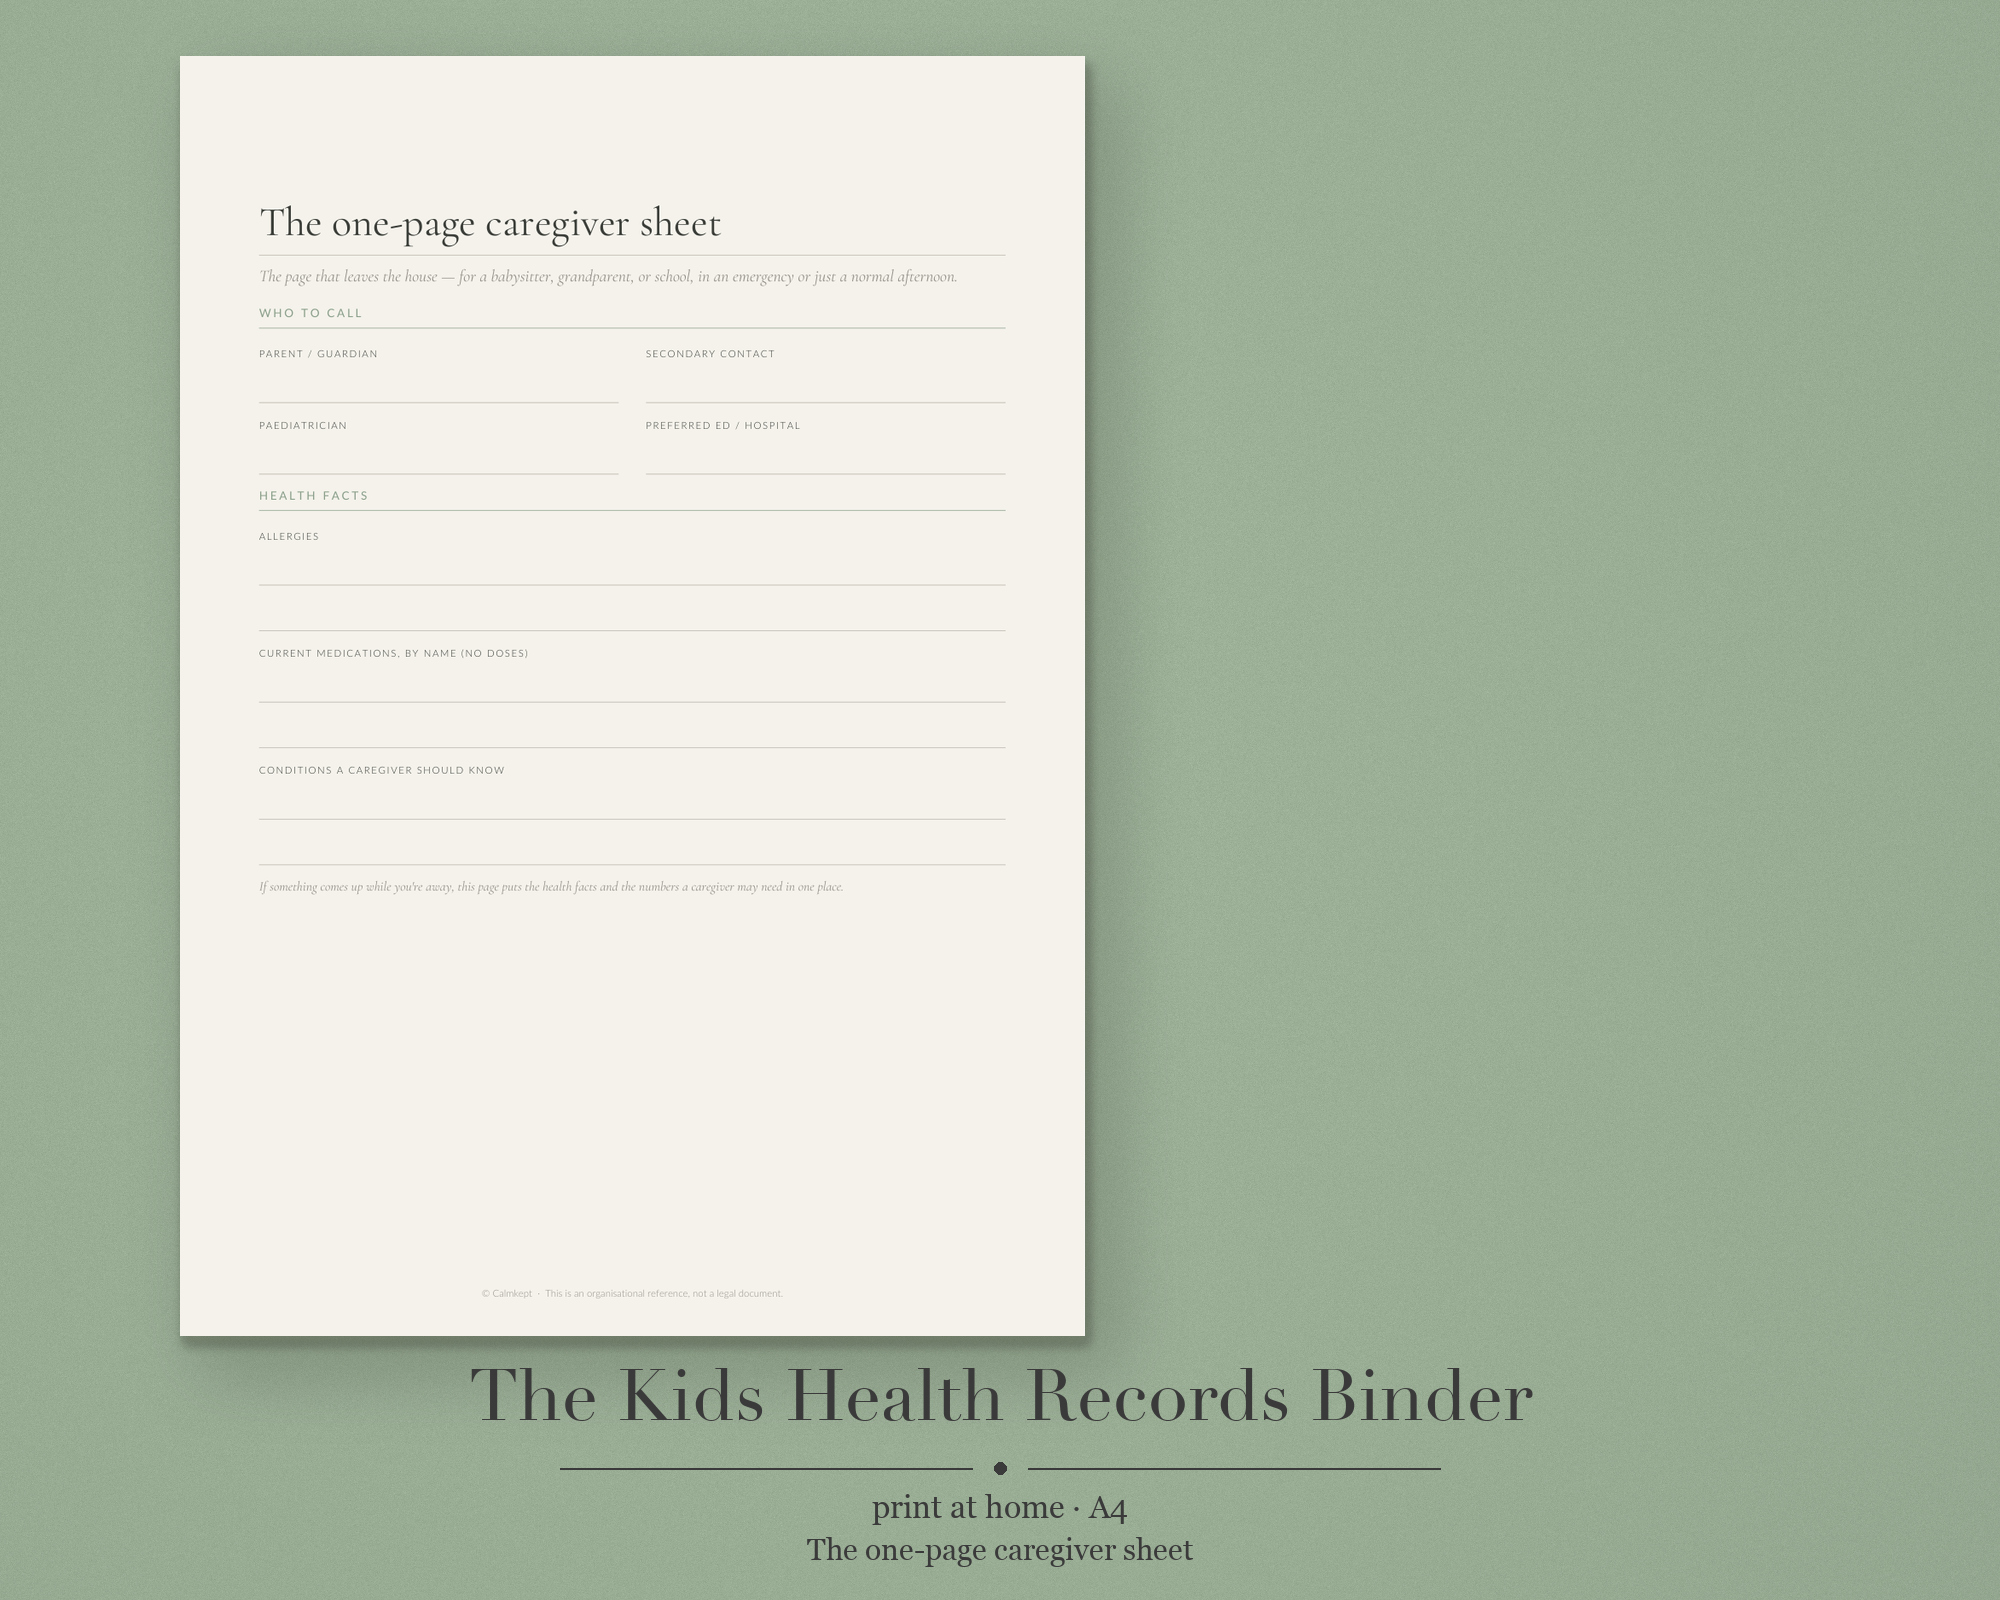 The one-page caregiver sheet
The page that leaves the house — for a babysitter, grandparent, or school, in an emergency or just a normal afternoon.
WHO TO CALL
PARENT / GUARDIAN
SECONDARY CONTACT
PAEDIATRICIAN
PREFERRED ED / HOSPITAL
HEALTH FACTS
ALLERGIES
CURRENT MEDICATIONS, BY NAME (NO DOSES)
CONDITIONS A CAREGIVER SHOULD KNOW
If something comes up while you're away, this page puts the health facts and the numbers a caregiver may need in one place.
© Calmkept · This is an organisational reference, not a legal document.
The Kids Health Records Binder
print at home · A4
The one-page caregiver sheet